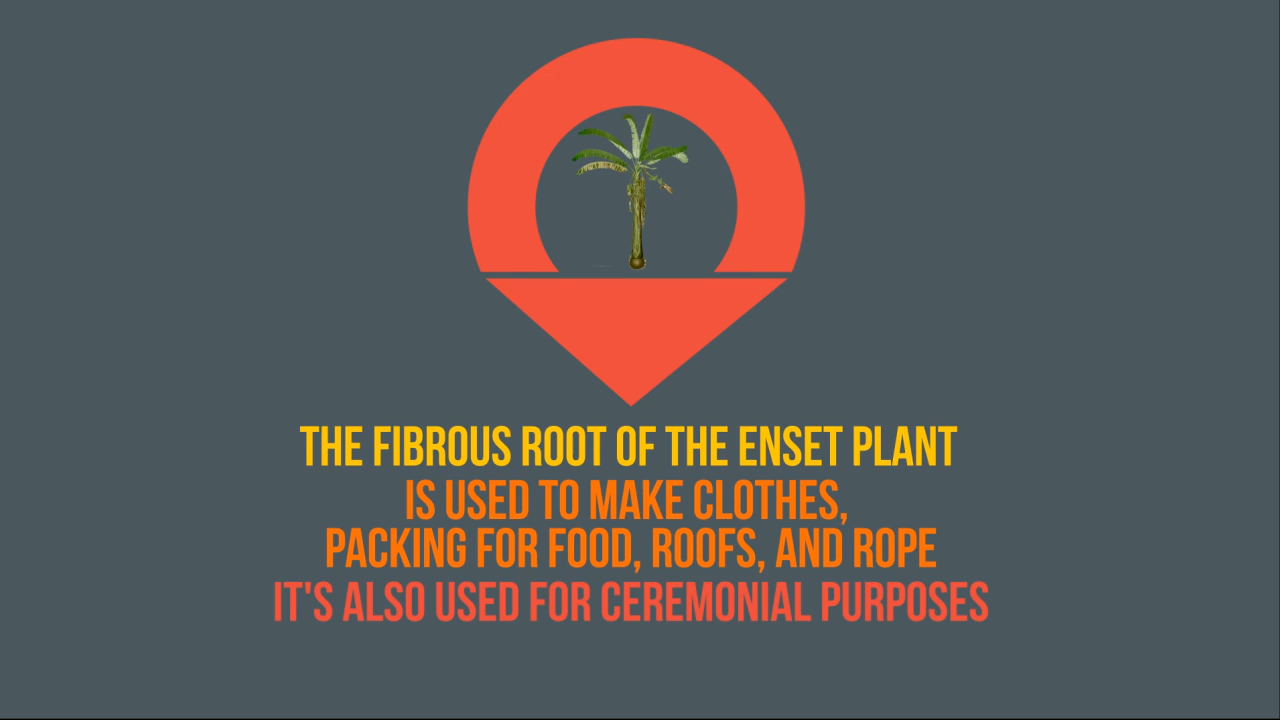 THE FIBROUS ROOT OF THE ENSET PLANT
IS USED TO MAKE CLOTHES,
PACKING FOR FOOD, ROOFS, AND ROPE
IT'S ALSO USED FOR CEREMONIAL PURPOSES